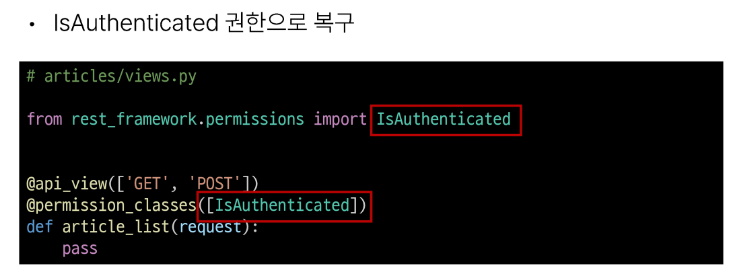 • IsAuthenticated 권한으로 복구
# articles/views.py
from rest_framework.permissions import IsAuthenticated
@api_view(['GET', 'POST'])
@permission_classes([IsAuthenticated])
def article_list(request):
    pass